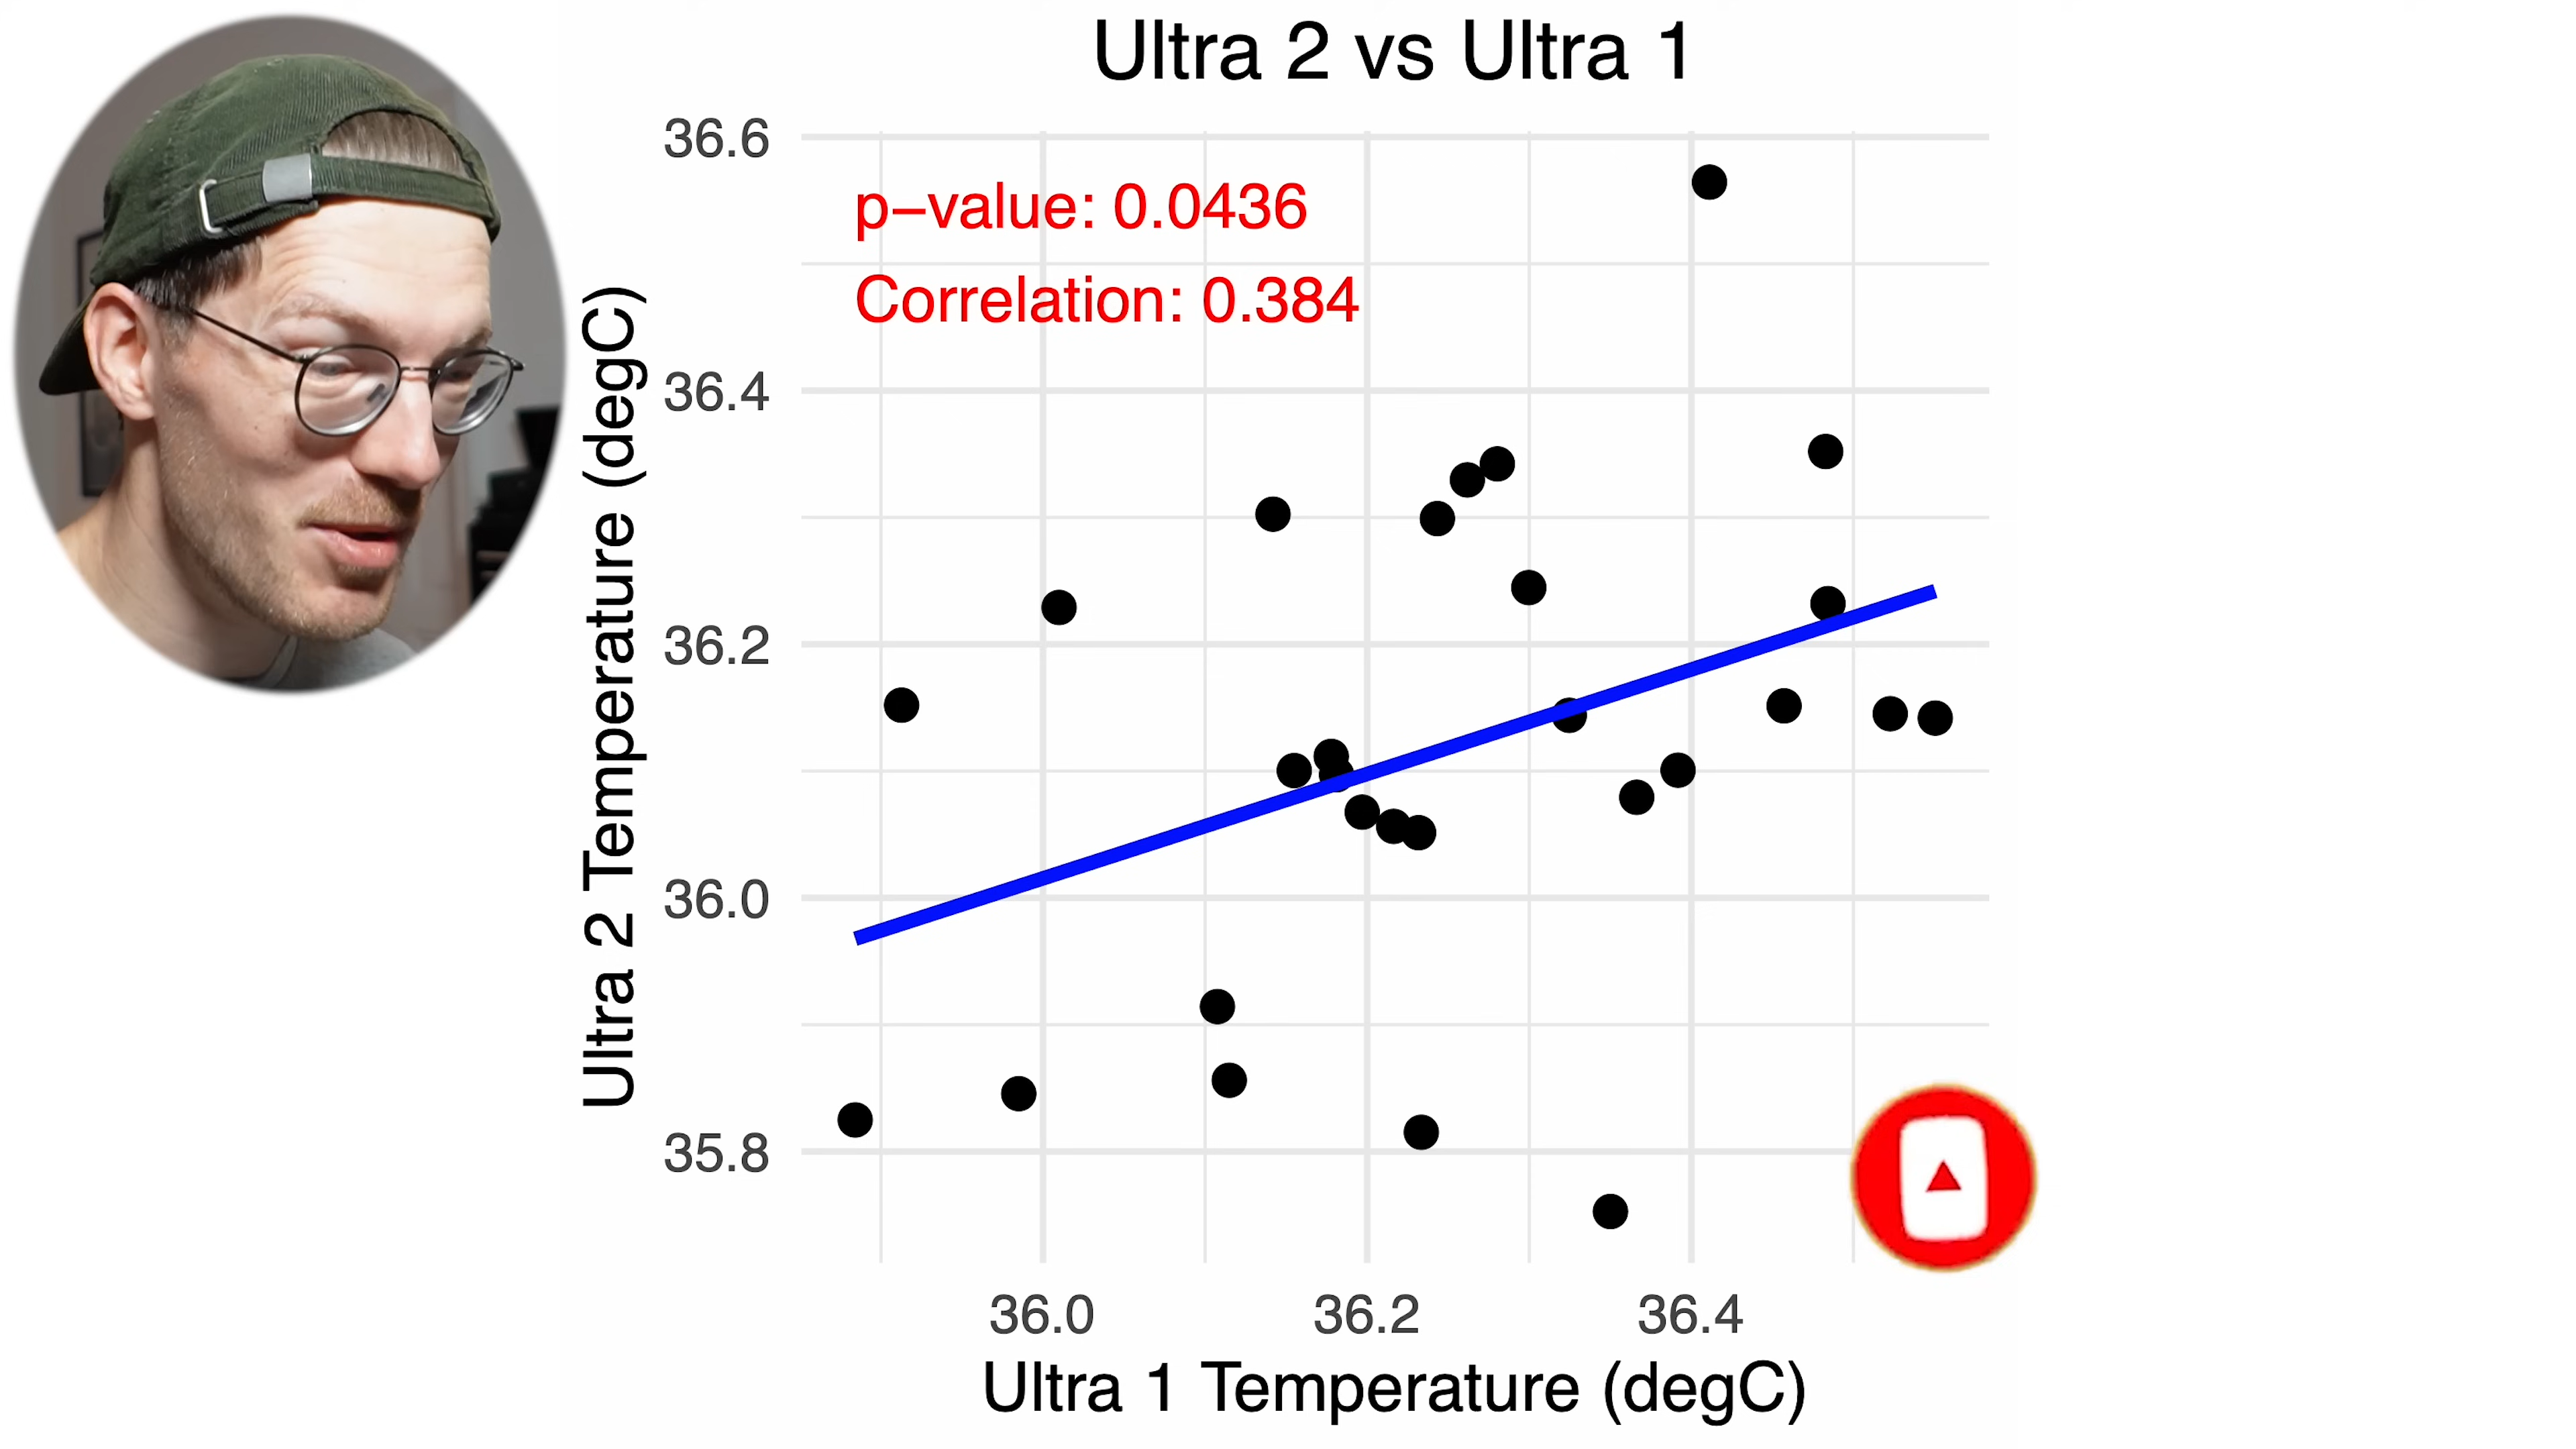 Ultra 2 vs Ultra 1
p–value: 0.0436
Correlation: 0.384
Ultra 2 Temperature (degC)
36.6
36.4
36.2
36.0
35.8
36.0 36.2 36.4
Ultra 1 Temperature (degC)